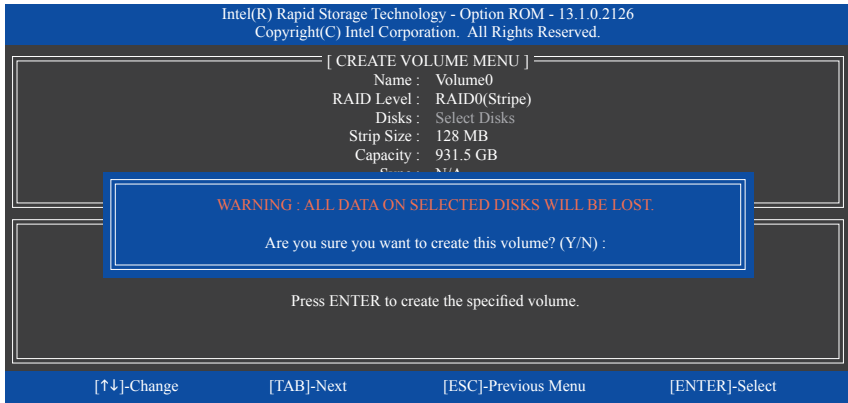 Intel(R) Rapid Storage Technology - Option ROM - 13.1.0.2126
Copyright(C) Intel Corporation. All Rights Reserved.
[ CREATE VOLUME MENU ]
Name : Volume0
RAID Level : RAID0(Stripe)
Disks : Select Disks
Strip Size : 128 MB
Capacity : 931.5 GB
WARNING : ALL DATA ON SELECTED DISKS WILL BE LOST.
Are you sure you want to create this volume? (Y/N) :
Press ENTER to create the specified volume.
[↑↓]-Change [TAB]-Next [ESC]-Previous Menu [ENTER]-Select